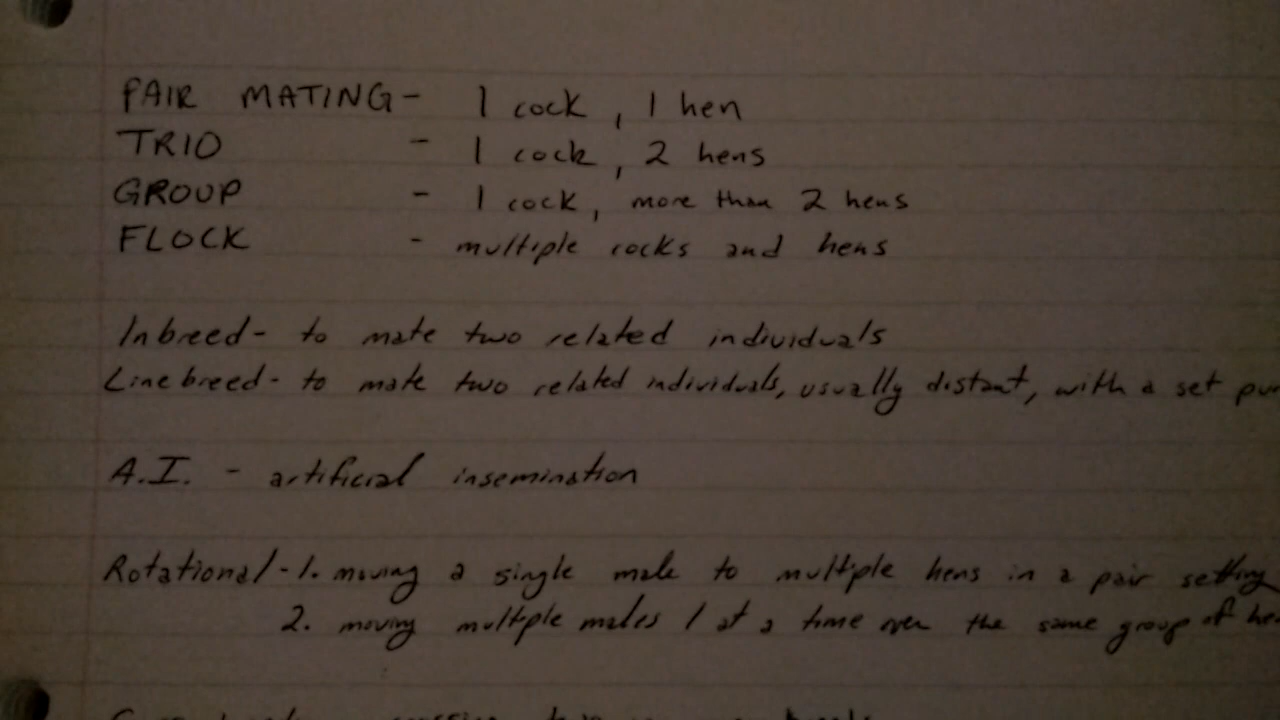 PAIR MATING - 1 cock, 1 hen
TRIO - 1 cock, 2 hens
GROUP - 1 cock, more than 2 hens
FLOCK - multiple cocks and hens
Inbreed - to mate two related individuals
Linebreed - to mate two related individuals, usually distant, with a set pur
A.I. - artificial insemination
Rotational - 1. moving a single male to multiple hens in a pair setting
2. moving multiple males 1 at a time over the same group of he